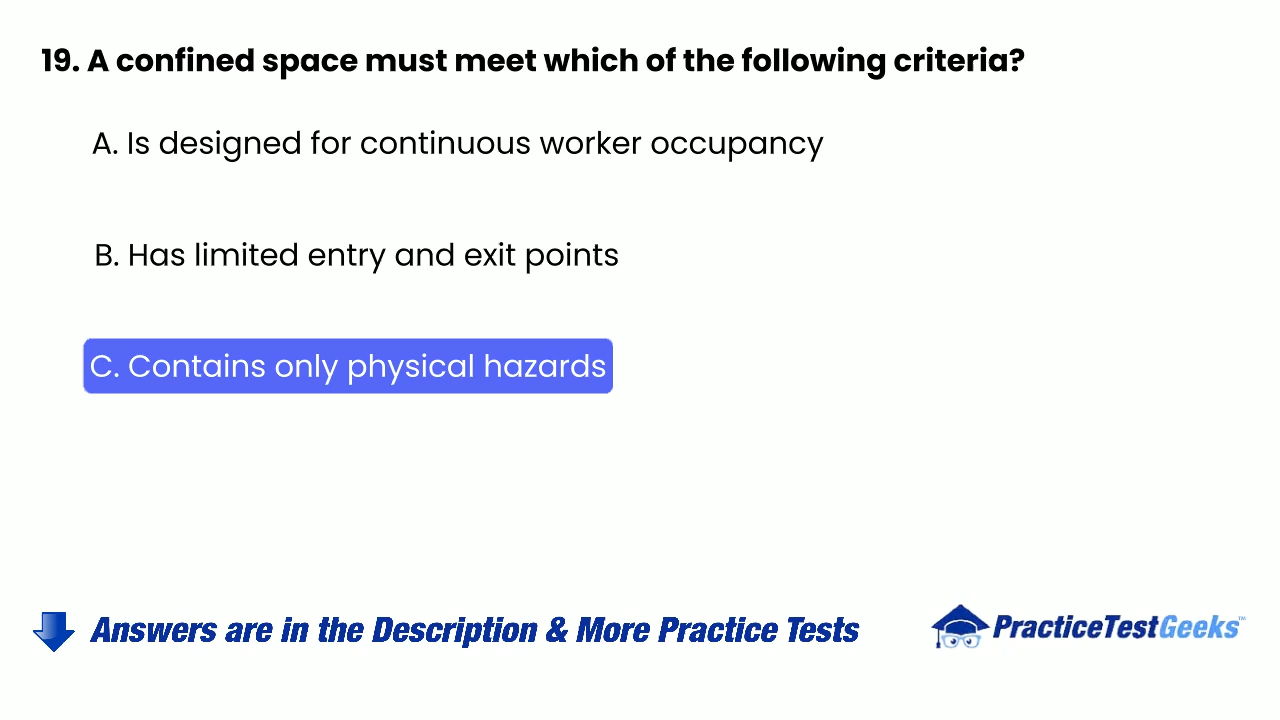 19. A confined space must meet which of the following criteria?
A. Is designed for continuous worker occupancy
B. Has limited entry and exit points
C. Contains only physical hazards
Answers are in the Description & More Practice Tests
PracticeTestGeeks™